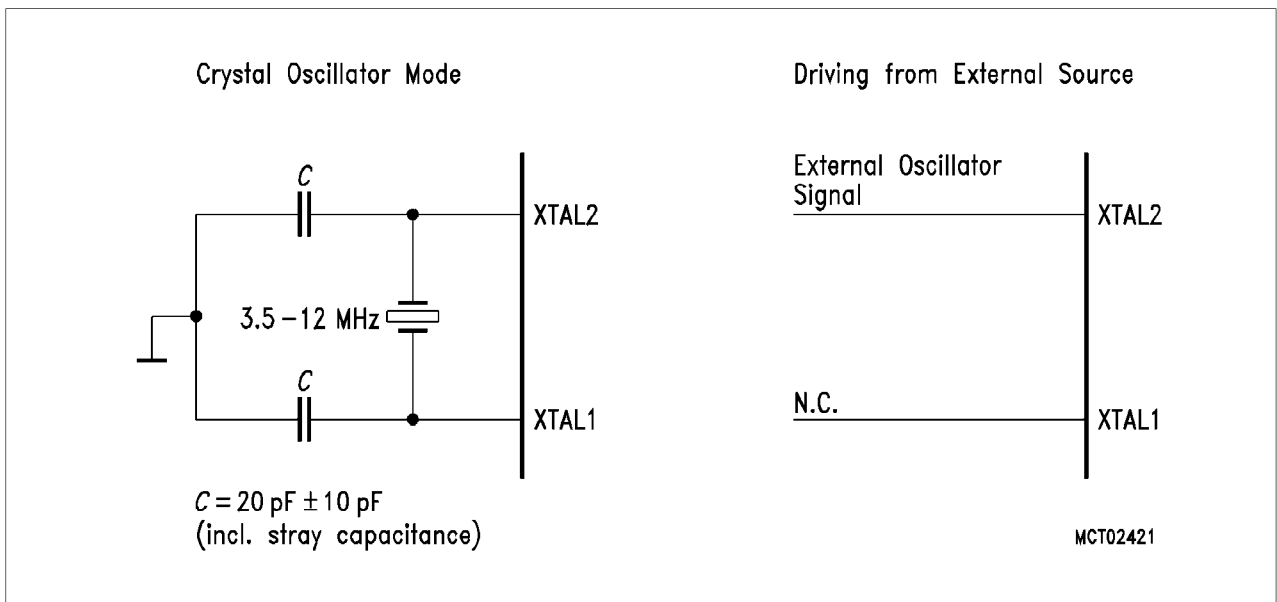 Crystal Oscillator Mode
C
XTAL2
3.5 – 12 MHz
C
XTAL1
C = 20 pF ± 10 pF
(incl. stray capacitance)
Driving from External Source
External Oscillator
Signal
XTAL2
N.C.
XTAL1
MCT02421